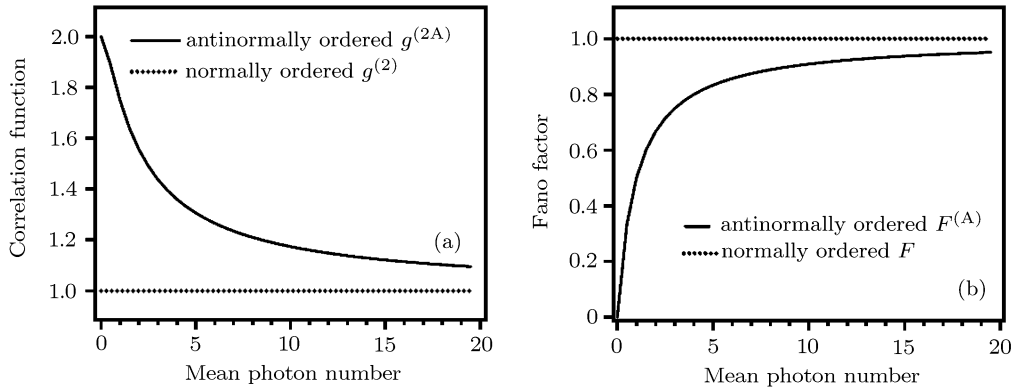 2.0
1.8
1.6
1.4
1.2
1.0
Correlation function
antinormally ordered g^(2A)
normally ordered g^(2)
(a)
0 5 10 15 20
Mean photon number
1.0
0.8
0.6
0.4
0.2
0
Fano factor
antinormally ordered F^(A)
normally ordered F
(b)
0 5 10 15 20
Mean photon number